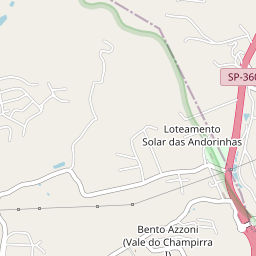 SP-360
Loteamento
Solar das Andorinhas
Bento Azzoni
(Vale do Champirra
I)